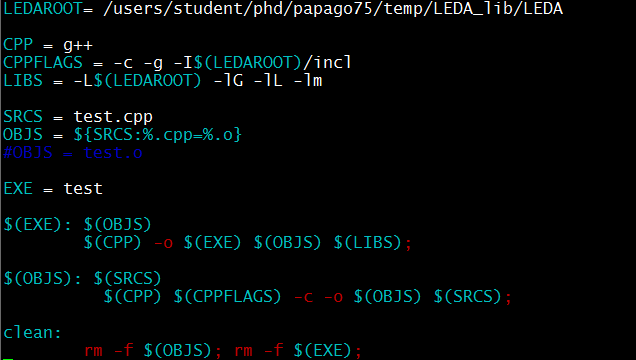 LEDAROOT= /users/student/phd/papago75/temp/LEDA_lib/LEDA
CPP = g++
CPPFLAGS = -c -g -I$(LEDAROOT)/incl
LIBS = -L$(LEDAROOT) -lG -lL -lm
SRCS = test.cpp
OBJS = ${SRCS:%.cpp=%.o}
#OBJS = test.o
EXE = test
$(EXE): $(OBJS)
$(CPP) -o $(EXE) $(OBJS) $(LIBS);
$(OBJS): $(SRCS)
$(CPP) $(CPPFLAGS) -c -o $(OBJS) $(SRCS);
clean:
rm -f $(OBJS); rm -f $(EXE);